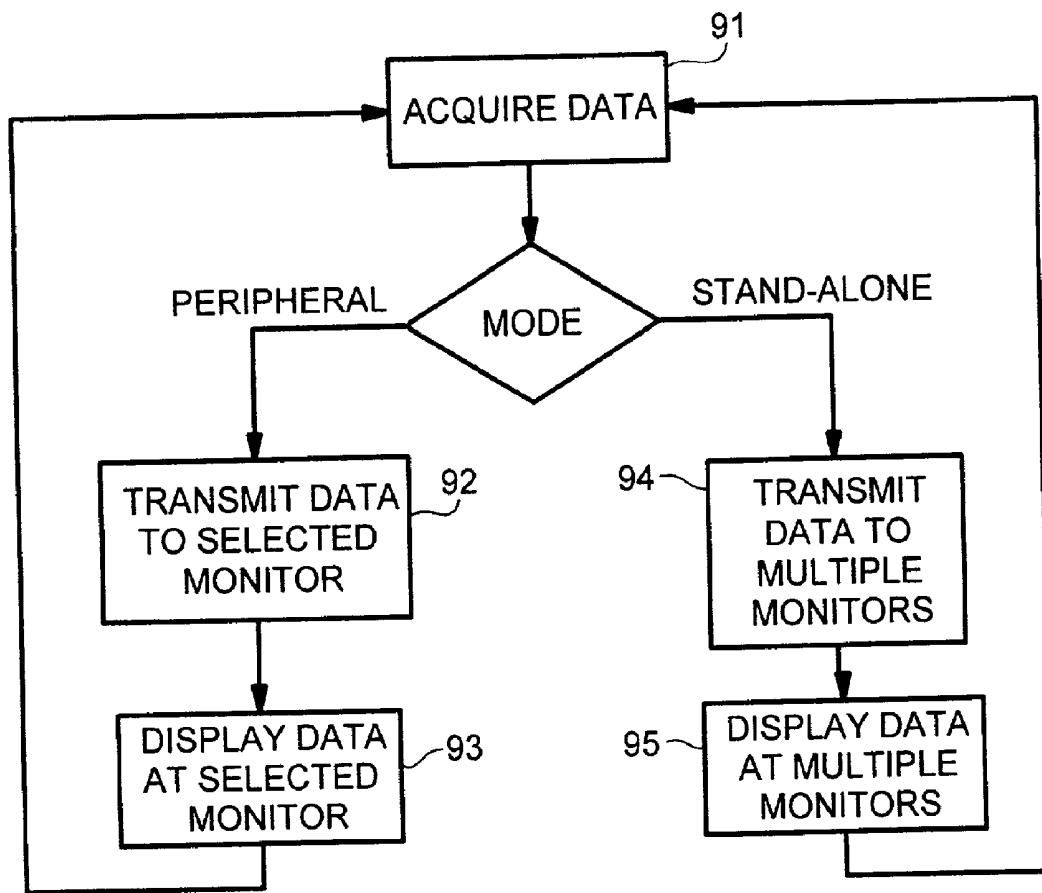 91
ACQUIRE DATA
PERIPHERAL
STAND-ALONE
MODE
TRANSMIT DATA
TO SELECTED
MONITOR
92
94
TRANSMIT
DATA TO
MULTIPLE
MONITORS
DISPLAY DATA
AT SELECTED
MONITOR
93
95
DISPLAY DATA
AT MULTIPLE
MONITORS